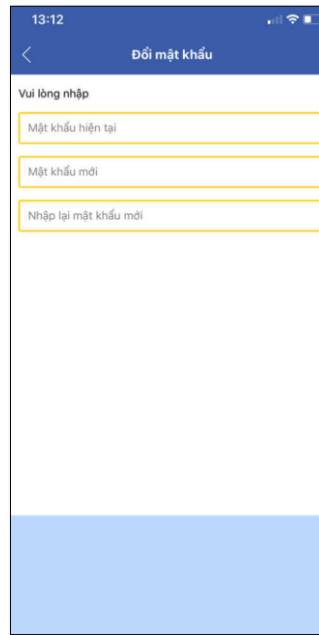 13:12
Đổi mật khẩu
Vui lòng nhập
Mật khẩu hiện tại
Mật khẩu mới
Nhập lại mật khẩu mới